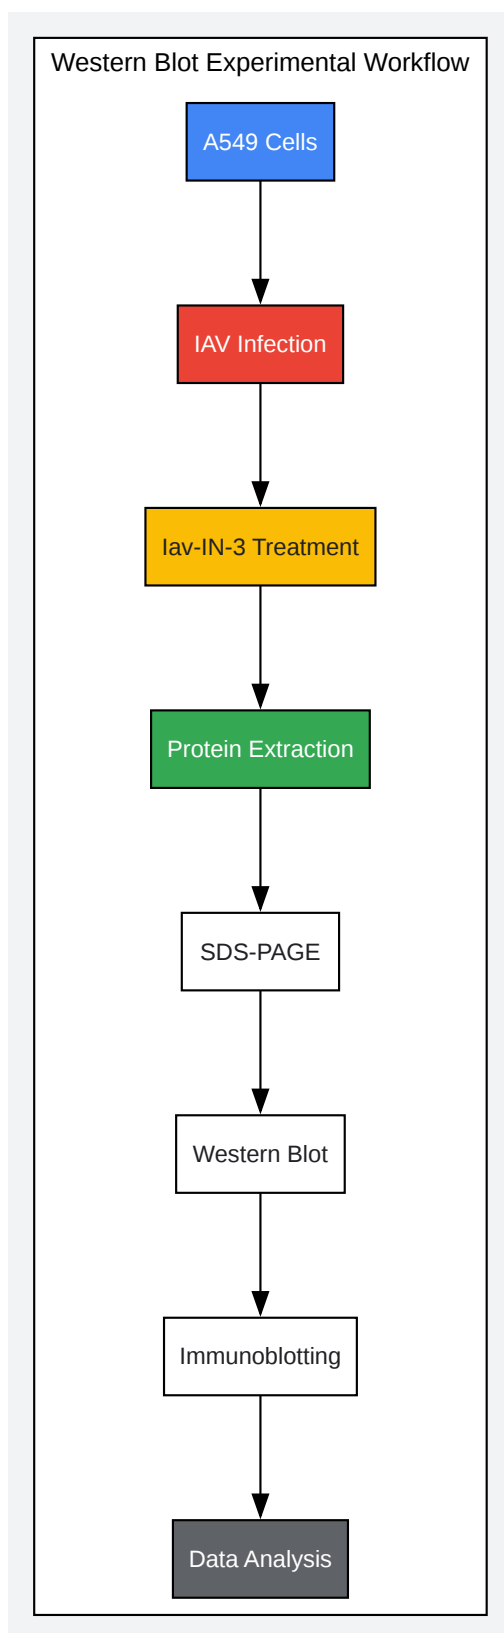 Western Blot Experimental Workflow
A549 Cells
IAV Infection
Iav-IN-3 Treatment
Protein Extraction
SDS-PAGE
Western Blot
Immunoblotting
Data Analysis